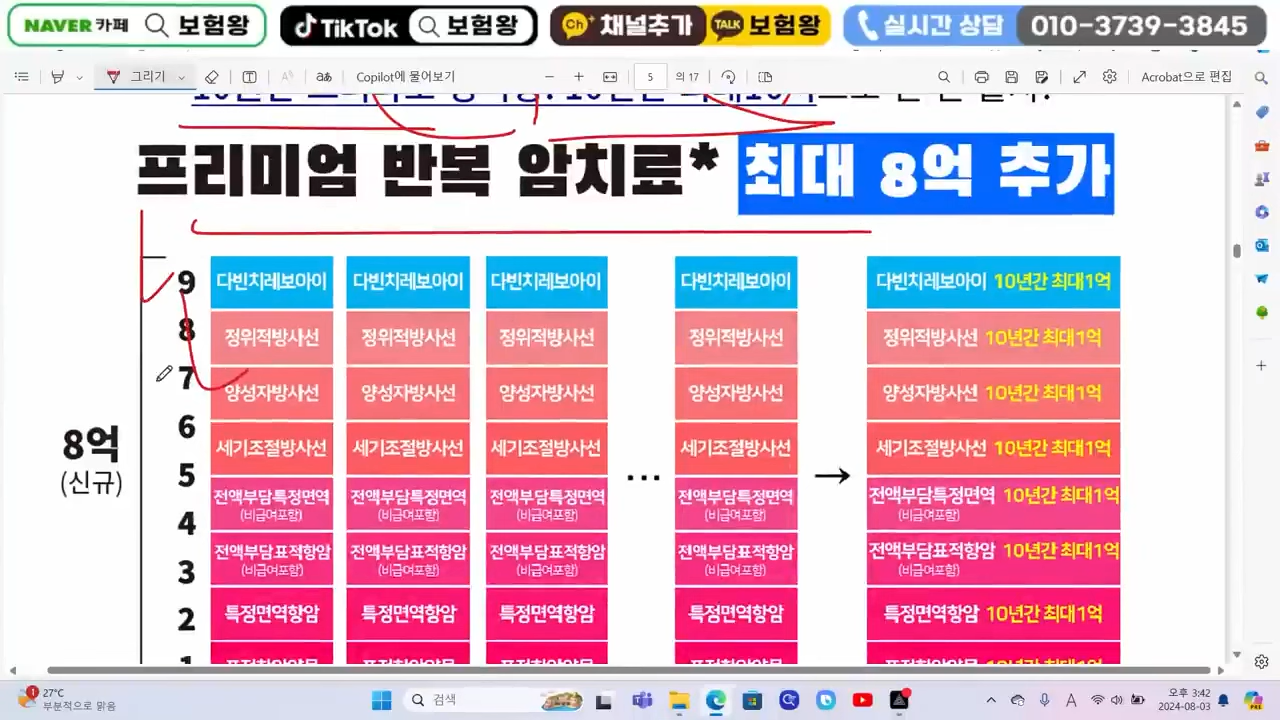 NAVER 카페 보험왕 TikTok 보험왕 Ch+ 채널추가 TALK 보험왕 실시간 상담 010-3739-3845
그리기 Copilot에 물어보기 5 의 17 Acrobat으로 편집
프리미엄 반복 암치료* 최대 8억 추가
9 다빈치레보아이 다빈치레보아이 다빈치레보아이 다빈치레보아이 다빈치레보아이 10년간 최대1억
8 정위적방사선 정위적방사선 정위적방사선 정위적방사선 정위적방사선 10년간 최대1억
7 양성자방사선 양성자방사선 양성자방사선 양성자방사선 양성자방사선 10년간 최대1억
6 세기조절방사선 세기조절방사선 세기조절방사선 세기조절방사선 세기조절방사선 10년간 최대1억
8억
(신규)
5 전액부담특정면역 전액부담특정면역 전액부담특정면역 ... 전액부담특정면역 → 전액부담특정면역 10년간 최대1억
(비급여포함) (비급여포함) (비급여포함) (비급여포함) (비급여포함)
4
전액부담표적항암 전액부담표적항암 전액부담표적항암 전액부담표적항암 전액부담표적항암 10년간 최대1억
3 (비급여포함) (비급여포함) (비급여포함) (비급여포함) (비급여포함)
2 특정면역항암 특정면역항암 특정면역항암 특정면역항암 특정면역항암 10년간 최대1억
27°C
부분적으로 맑음
검색
오후 3:42
2024-08-03